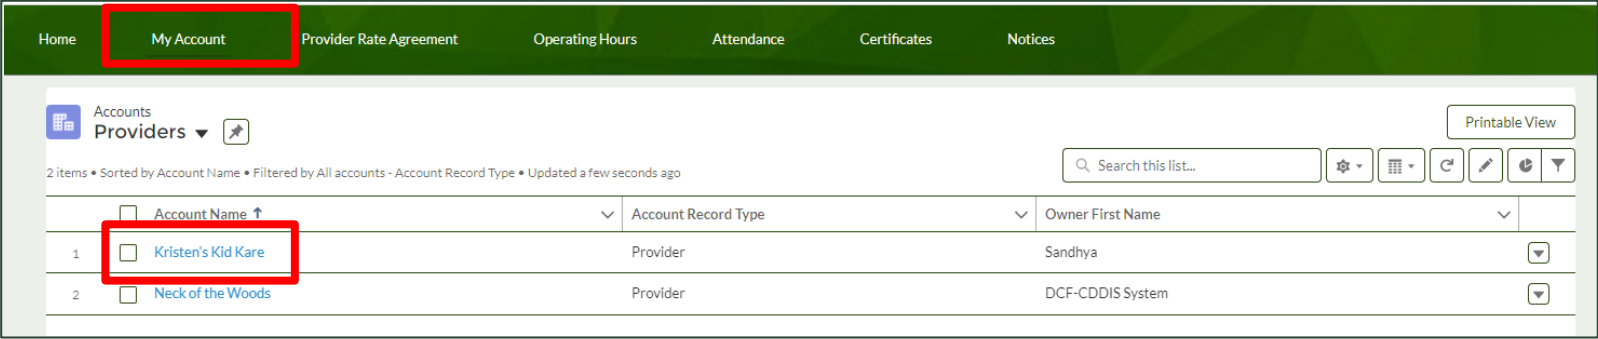 Home My Account Provider Rate Agreement Operating Hours Attendance Certificates Notices
Accounts
Providers
Printable View
2 items • Sorted by Account Name • Filtered by All accounts - Account Record Type • Updated a few seconds ago
Search this list...
Account Name ↑ Account Record Type Owner First Name
1 Kristen's Kid Kare Provider Sandhya
2 Neck of the Woods Provider DCF-CDDIS System